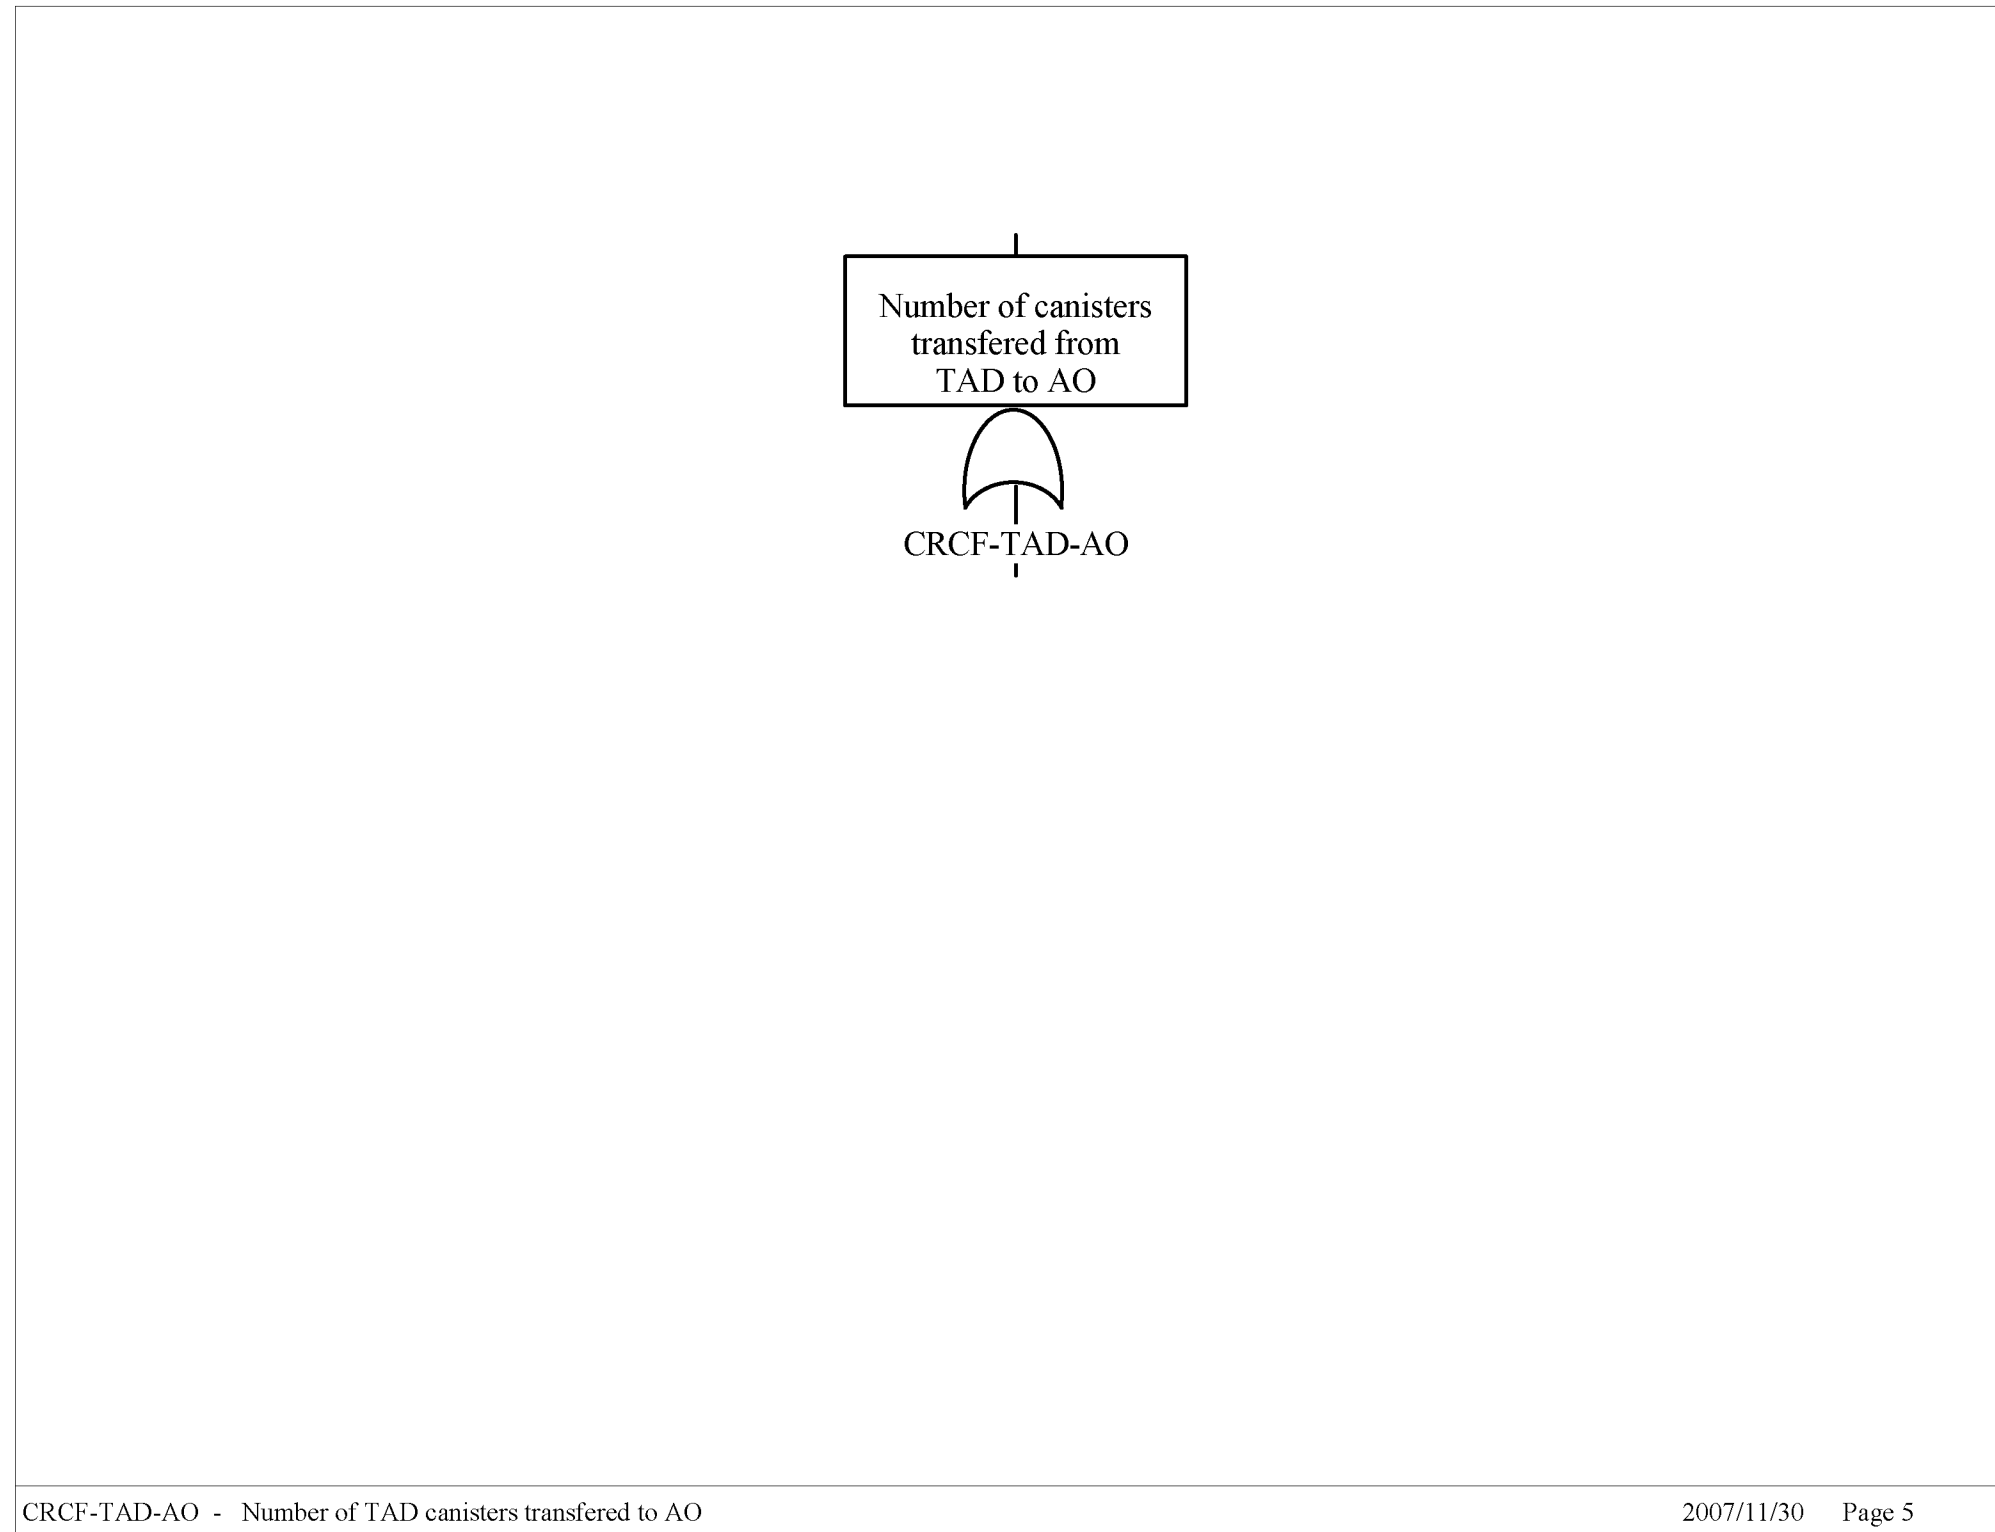 Number of canisters
transfered from
TAD to AO
CRCF-TAD-AO
CRCF-TAD-AO - Number of TAD canisters transfered to AO 2007/11/30 Page 5